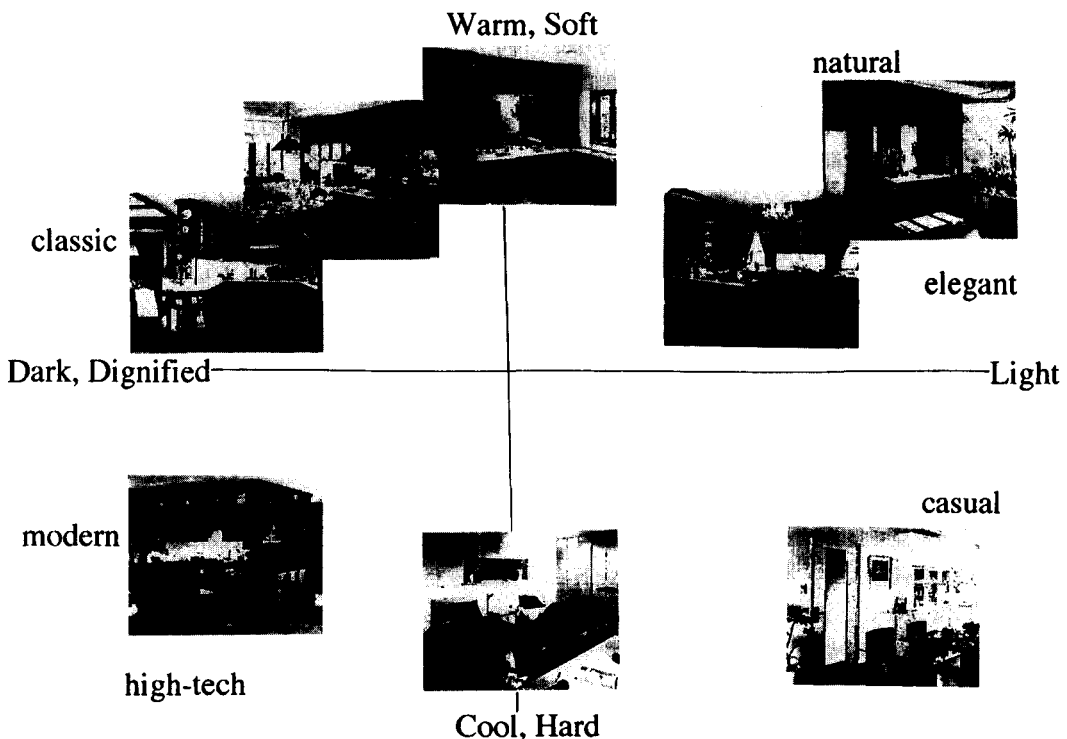 Warm, Soft
natural
classic
elegant
Dark, Dignified
Light
casual
modern
high-tech
Cool, Hard